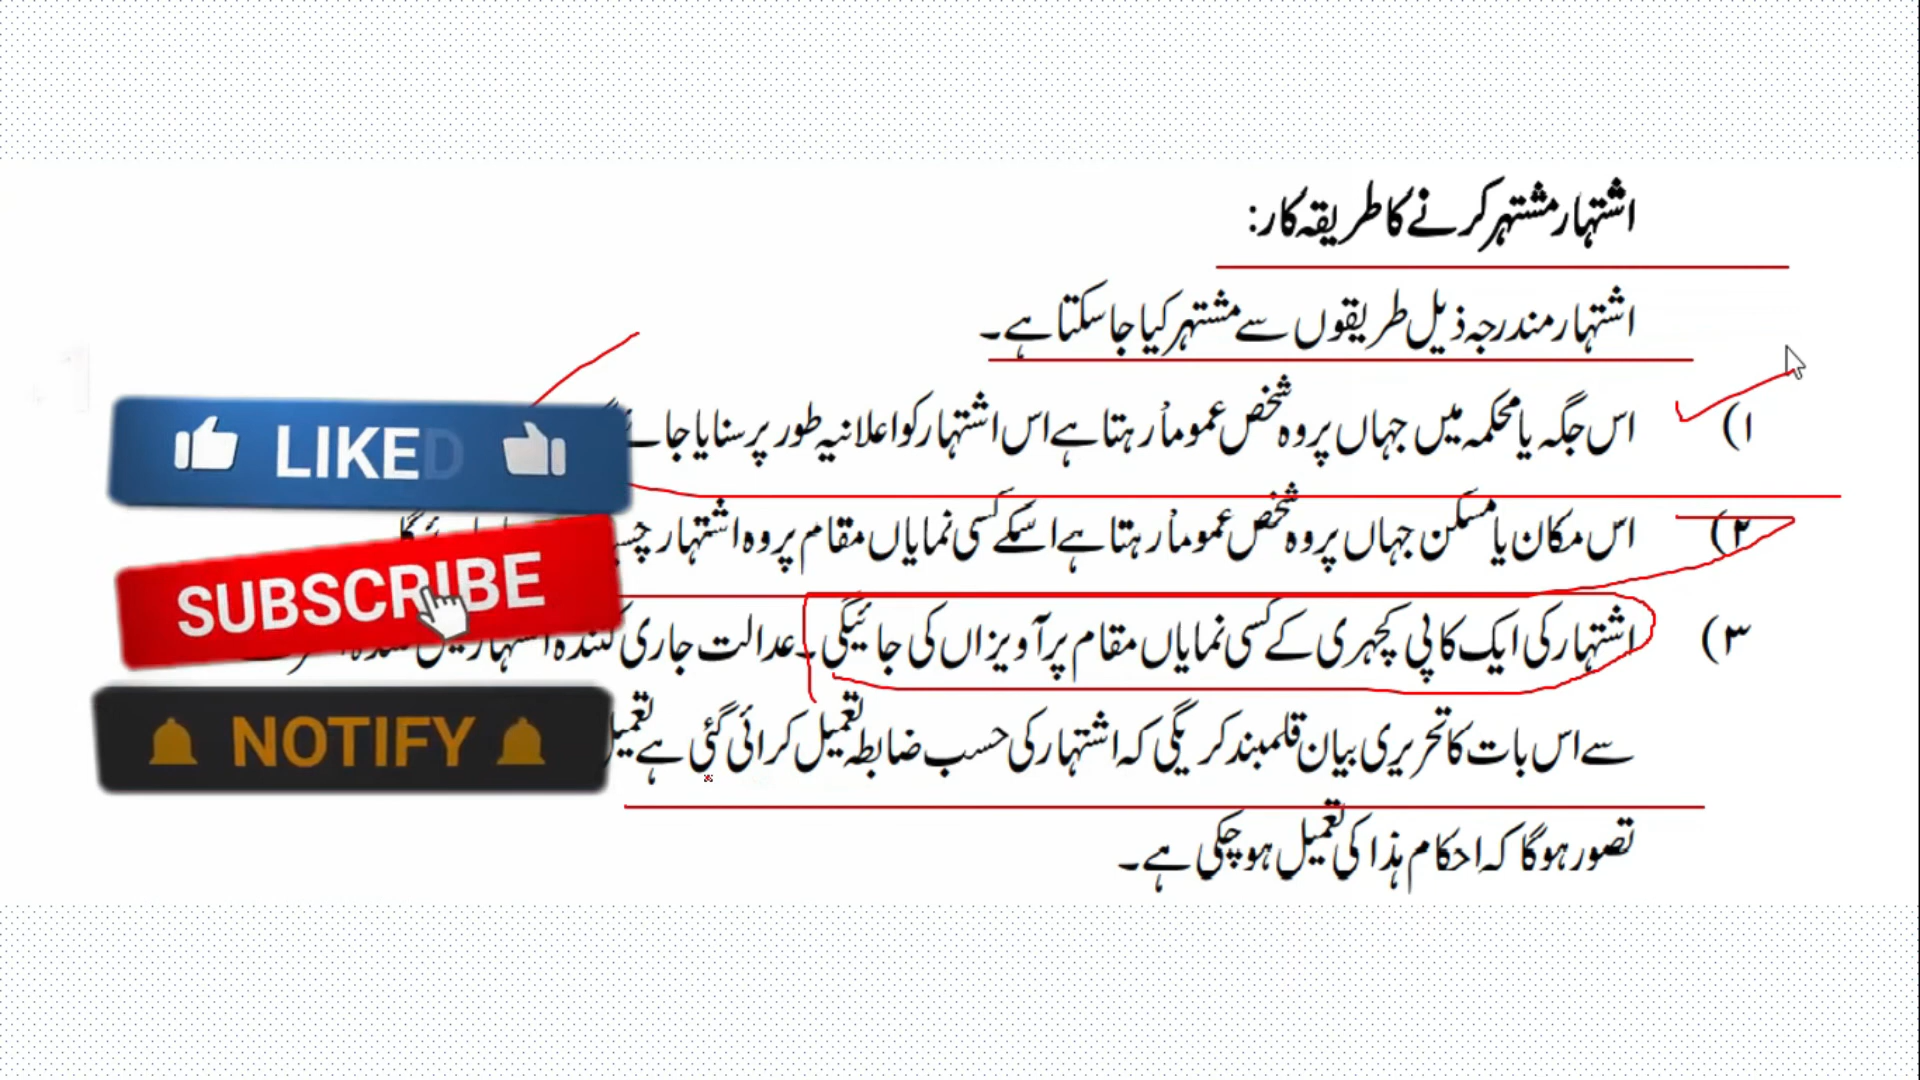 اشتہار مشتہر کرنے کا طریقہ کار:
اشتہار مندرجہ ذیل طریقوں سے مشتہر کیا جا سکتا ہے۔
۱) اس جگہ یا محکمہ میں جہاں پر وہ شخص عموماً رہتا ہے اس اشتہار کو اعلانیہ طور پر سنایا جائے
۲) اس مکان یا مسکن جہاں پر وہ شخص عموماً رہتا ہے اسکے کسی نمایاں مقام پر وہ اشتہار
۳) اشتہار کی ایک کاپی کچہری کے کسی نمایاں مقام پر آویزاں کی جائیگی۔ عدالت جاری کنندہ اشتہار
سے اس بات کا تحریری بیان قلمبند کریگی کہ اشتہار کی حسب ضابطہ تعمیل کرائی گئی ہے تعمیل
تصور ہوگا کہ احکام ہذا کی تعمیل ہو چکی ہے۔
LIKED
SUBSCRIBE
NOTIFY